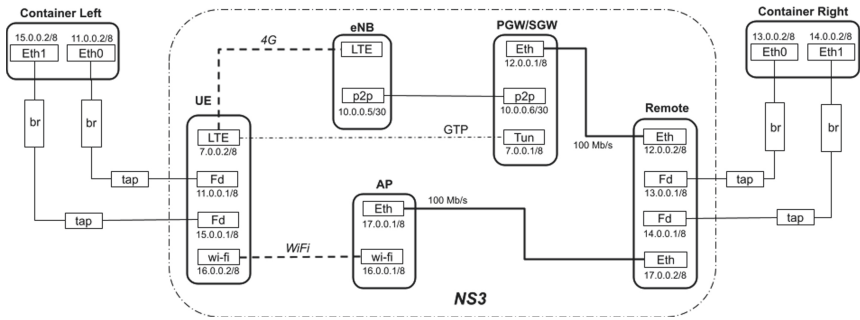 Container Left
15.0.0.2/8 11.0.0.2/8
Eth1 Eth0
br
br
tap
tap
UE
LTE
7.0.0.2/8
Fd
11.0.0.1/8
Fd
15.0.0.1/8
wi-fi
16.0.0.2/8
4G
eNB
LTE
p2p
10.0.0.5/30
GTP
PGW/SGW
Eth
12.0.0.1/8
p2p
10.0.0.6/30
Tun
7.0.0.1/8
100 Mb/s
AP
Eth
17.0.0.1/8
wi-fi
16.0.0.1/8
WiFi
100 Mb/s
Remote
Eth
12.0.0.2/8
Fd
13.0.0.1/8
Fd
14.0.0.1/8
Eth
17.0.0.2/8
NS3
Container Right
13.0.0.2/8 14.0.0.2/8
Eth0 Eth1
br
br
tap
tap